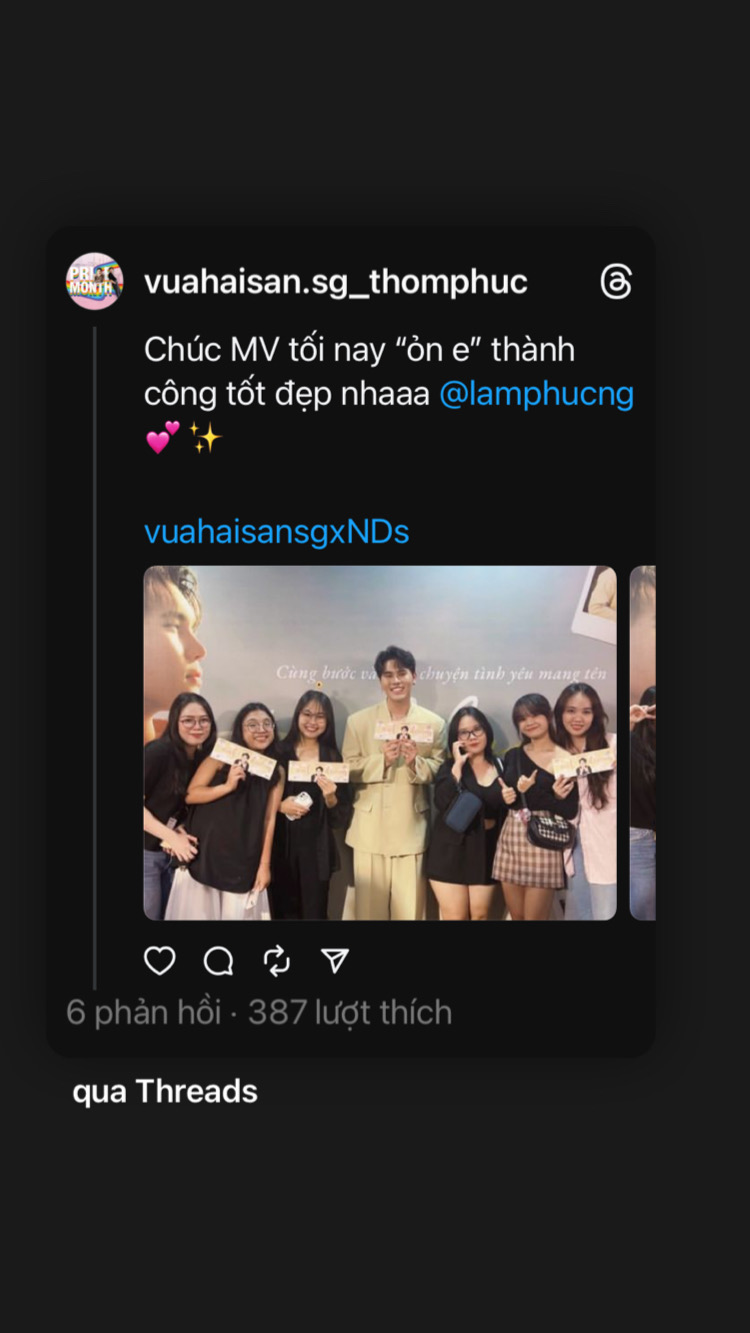 PRI
MONTH
vuahaisan.sg_thomphuc
Chúc MV tối nay “ỏn e” thành
công tốt đẹp nhaaa @lamphucng
💕✨
vuahaisansgxNDs
Cùng bước và chuyện tình yêu mang tên
6 phản hồi · 387 lượt thích
qua Threads